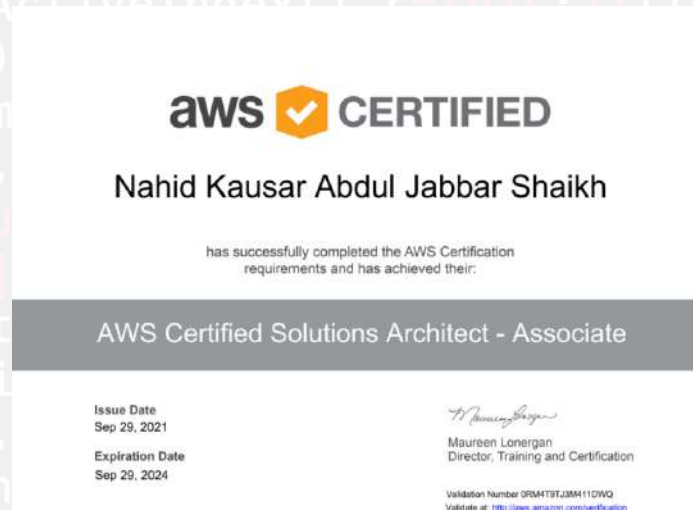 aws CERTIFIED
Nahid Kausar Abdul Jabbar Shaikh
has successfully completed the AWS Certification
requirements and has achieved their:
AWS Certified Solutions Architect - Associate
Issue Date
Sep 29, 2021
Expiration Date
Sep 29, 2024
Maureen Lonergan
Director, Training and Certification
Validation Number 0RM4T9TJ3M411DWQ
Validate at: http://aws.amazon.com/verification